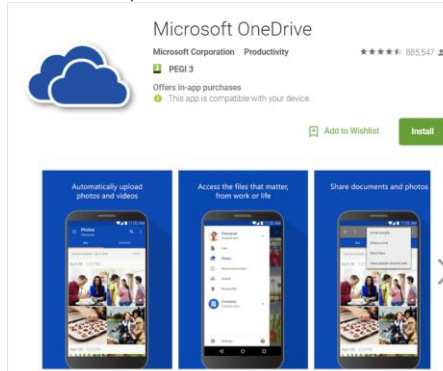 Microsoft OneDrive
Microsoft Corporation Productivity 885,547
PEGI 3
Offers in-app purchases
This app is compatible with your device.
Add to Wishlist Install
Automatically upload
photos and videos
Access the files that matter,
from work or life
Share documents and photos
Photos